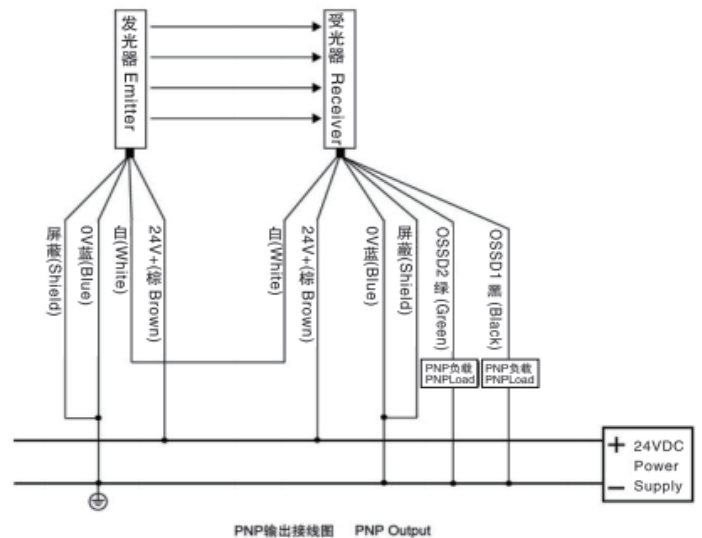 发光器 Emitter
受光器 Receiver
屏蔽(Shield)
0V蓝(Blue)
白(White)
24V+(棕 Brown)
白(White)
24V+(棕 Brown)
0V蓝(Blue)
屏蔽(Shield)
OSSD2 绿 (Green)
OSSD1 黑 (Black)
PNP负载
PNPLoad
PNP负载
PNPLoad
+ 24VDC
Power
− Supply
PNP输出接线图 PNP Output